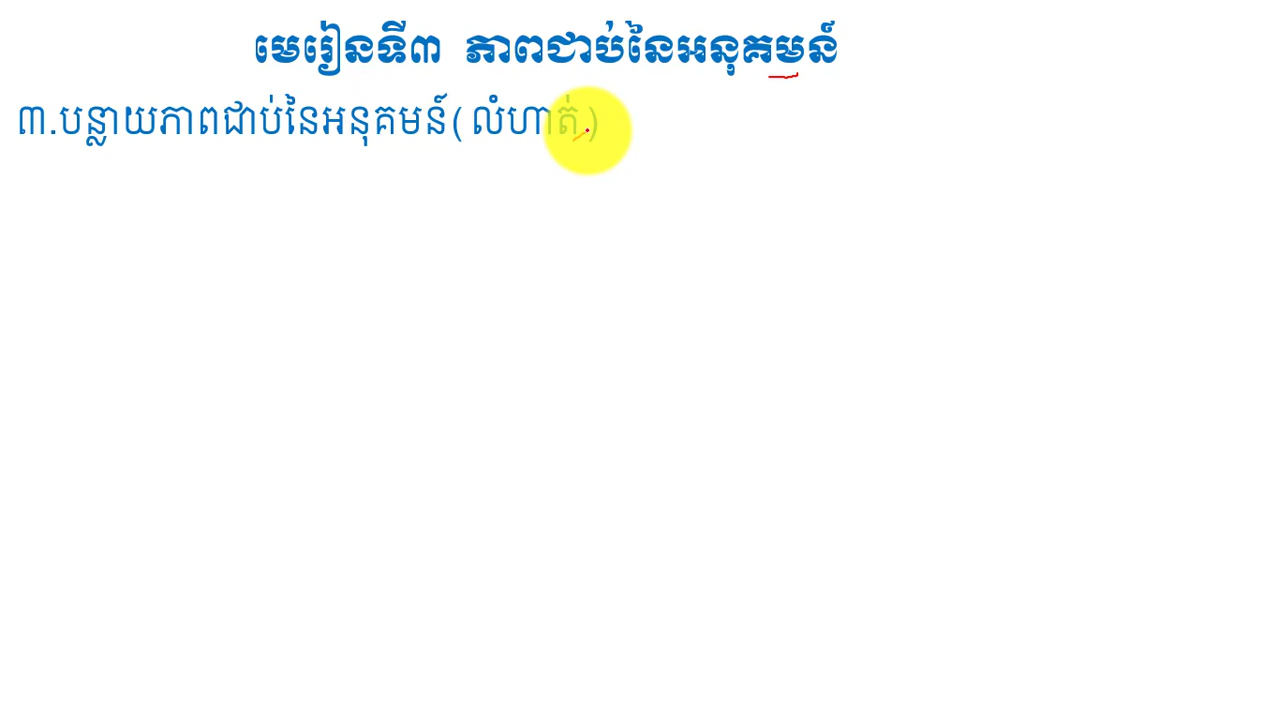 មេរៀនទី៣ ភាពជាប់នៃអនុគមន៍
៣.បន្លាយភាពជាប់នៃអនុគមន៍( លំហាត់ )